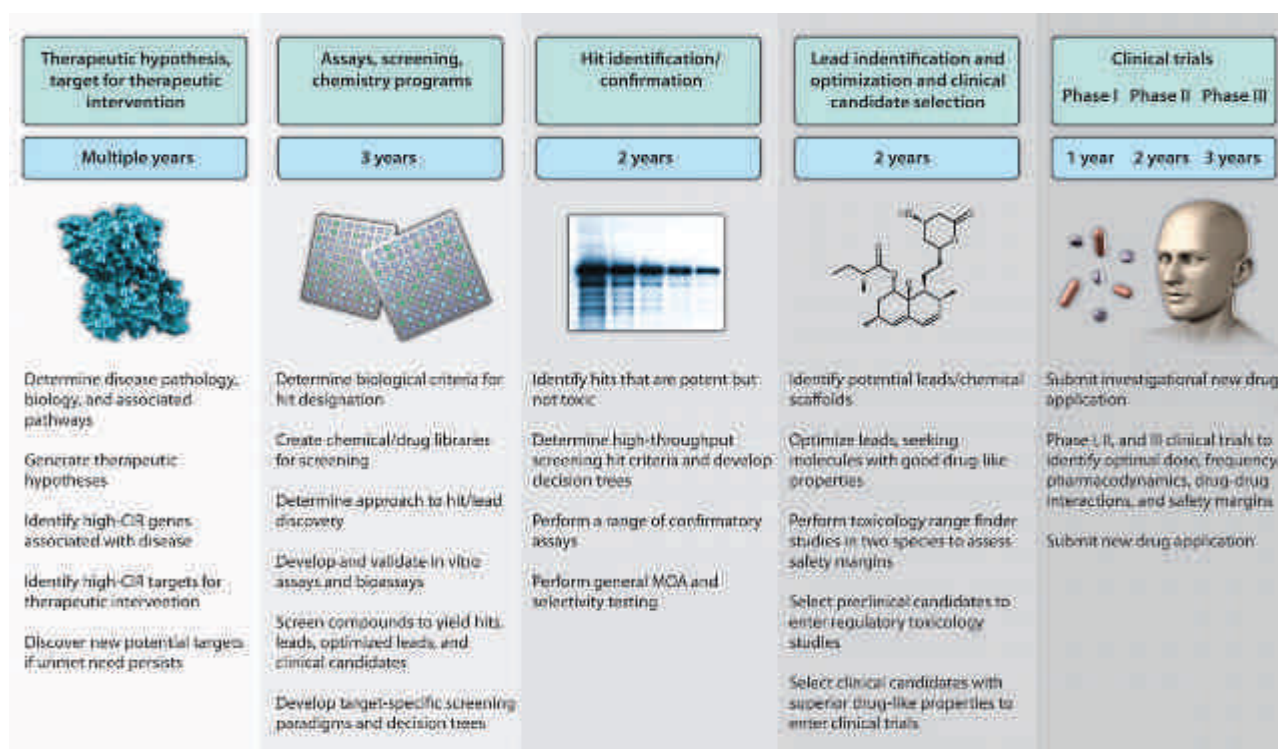 Therapeutic hypothesis,
target for therapeutic
intervention
Multiple years
Determine disease pathology,
biology, and associated
pathways
Generate therapeutic
hypotheses
Identify high-CIR genes
associated with disease
Identify high-CIR targets for
therapeutic intervention
Discover new potential targets
if unmet need persists
Assays, screening,
chemistry programs
3 years
Determine biological criteria for
hit designation
Create chemical/drug libraries
for screening
Determine approach to hit/lead
discovery
Develop and validate in vitro
assays and bioassays
Screen compounds to yield hits,
leads, optimized leads, and
clinical candidates
Develop target-specific screening
paradigms and decision trees
Hit identification/
confirmation
2 years
Identify hits that are potent but
not toxic
Determine high-throughput
screening hit criteria and develop
decision trees
Perform a range of confirmatory
assays
Perform general MOA and
selectivity testing
Lead indentification and
optimization and clinical
candidate selection
2 years
HO
O
O
O
O
Identify potential leads/chemical
scaffolds
Optimize leads, seeking
molecules with good drug-like
properties
Perform toxicology range finder
studies in two species to assess
safety margins
Select preclinical candidates to
enter regulatory toxicology
studies
Select clinical candidates with
superior drug-like properties to
enter clinical trials
Clinical trials
Phase I Phase II Phase III
1 year 2 years 3 years
Submit investigational new drug
application
Phase I, II, and III clinical trials to
identify optimal dose, frequency,
pharmacodynamics, drug-drug
interactions, and safety margins
Submit new drug application